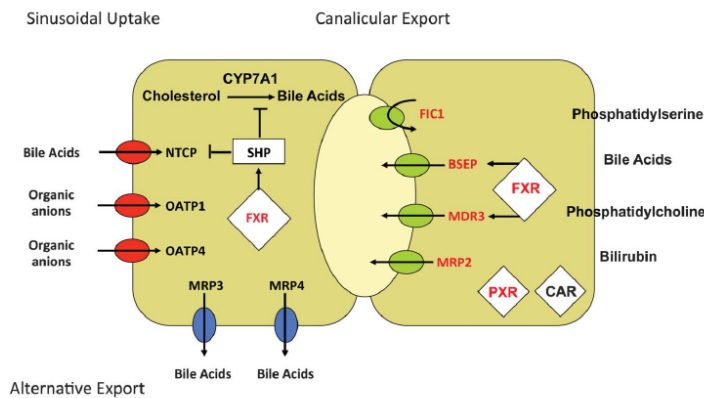 Sinusoidal Uptake
Canalicular Export
CYP7A1
Cholesterol
Bile Acids
FIC1
Phosphatidylserine
Bile Acids
NTCP
SHP
BSEP
Bile Acids
FXR
Organic
anions
OATP1
FXR
MDR3
Phosphatidylcholine
Organic
anions
OATP4
MRP2
Bilirubin
MRP3
MRP4
PXR
CAR
Bile Acids
Bile Acids
Alternative Export